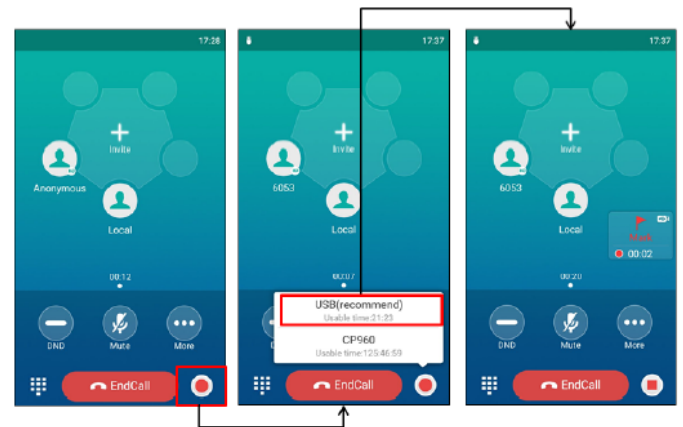 17:28
Invite
Anonymous
Local
00:12
DND
Mute
More
EndCall
17:37
Invite
6053
Local
00:07
USB(recommend)
Usable time:21:23
CP960
Usable time:125:46:59
EndCall
17:37
Invite
6053
Local
Mark
00:02
00:20
DND
Mute
More
EndCall